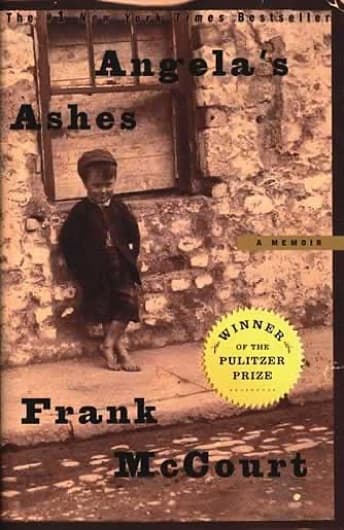 The #1 New York Times Bestseller
Angela's
Ashes
A MEMOIR
WINNER
OF THE
PULITZER
PRIZE
Frank
McCourt